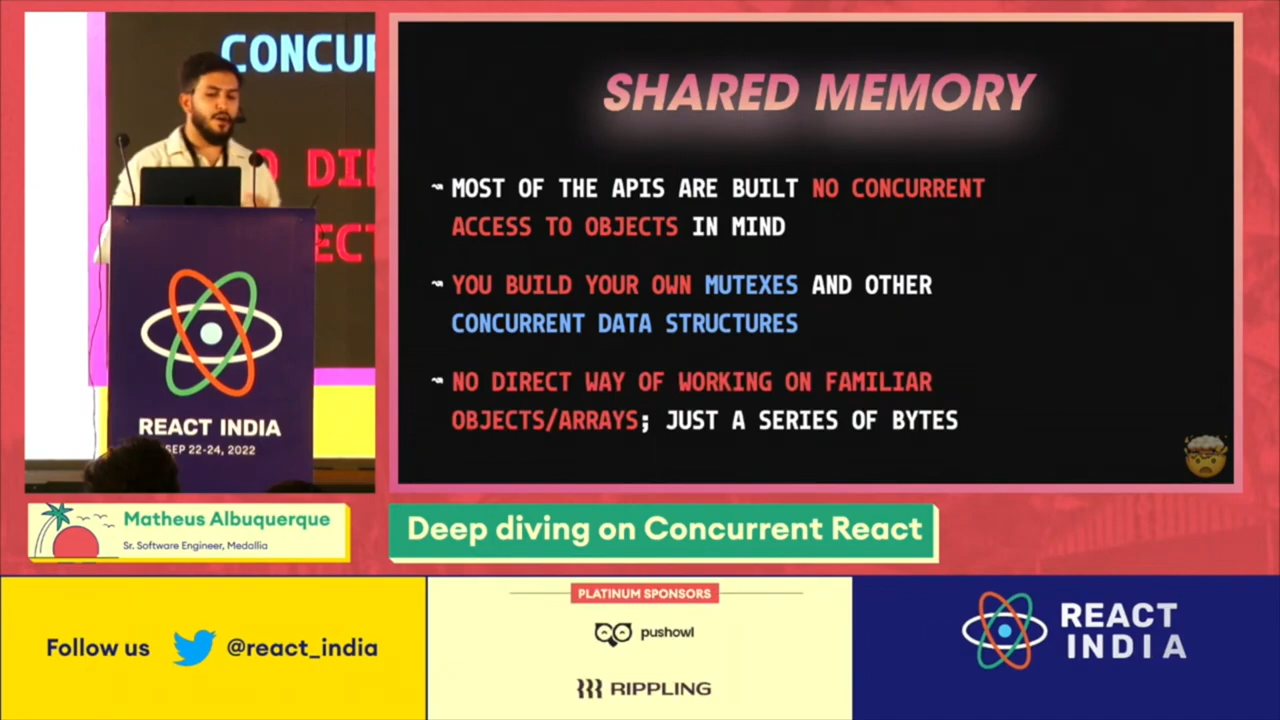 CONCUR
DIE
ECT
REACT INDIA
SEP 22-24, 2022
SHARED MEMORY
↝ MOST OF THE APIS ARE BUILT NO CONCURRENT
ACCESS TO OBJECTS IN MIND
↝ YOU BUILD YOUR OWN MUTEXES AND OTHER
CONCURRENT DATA STRUCTURES
↝ NO DIRECT WAY OF WORKING ON FAMILIAR
OBJECTS/ARRAYS; JUST A SERIES OF BYTES
Matheus Albuquerque
Sr. Software Engineer, Medallia
Deep diving on Concurrent React
Follow us @react_india
PLATINUM SPONSORS
pushowl
RIPPLING
REACT
INDIA